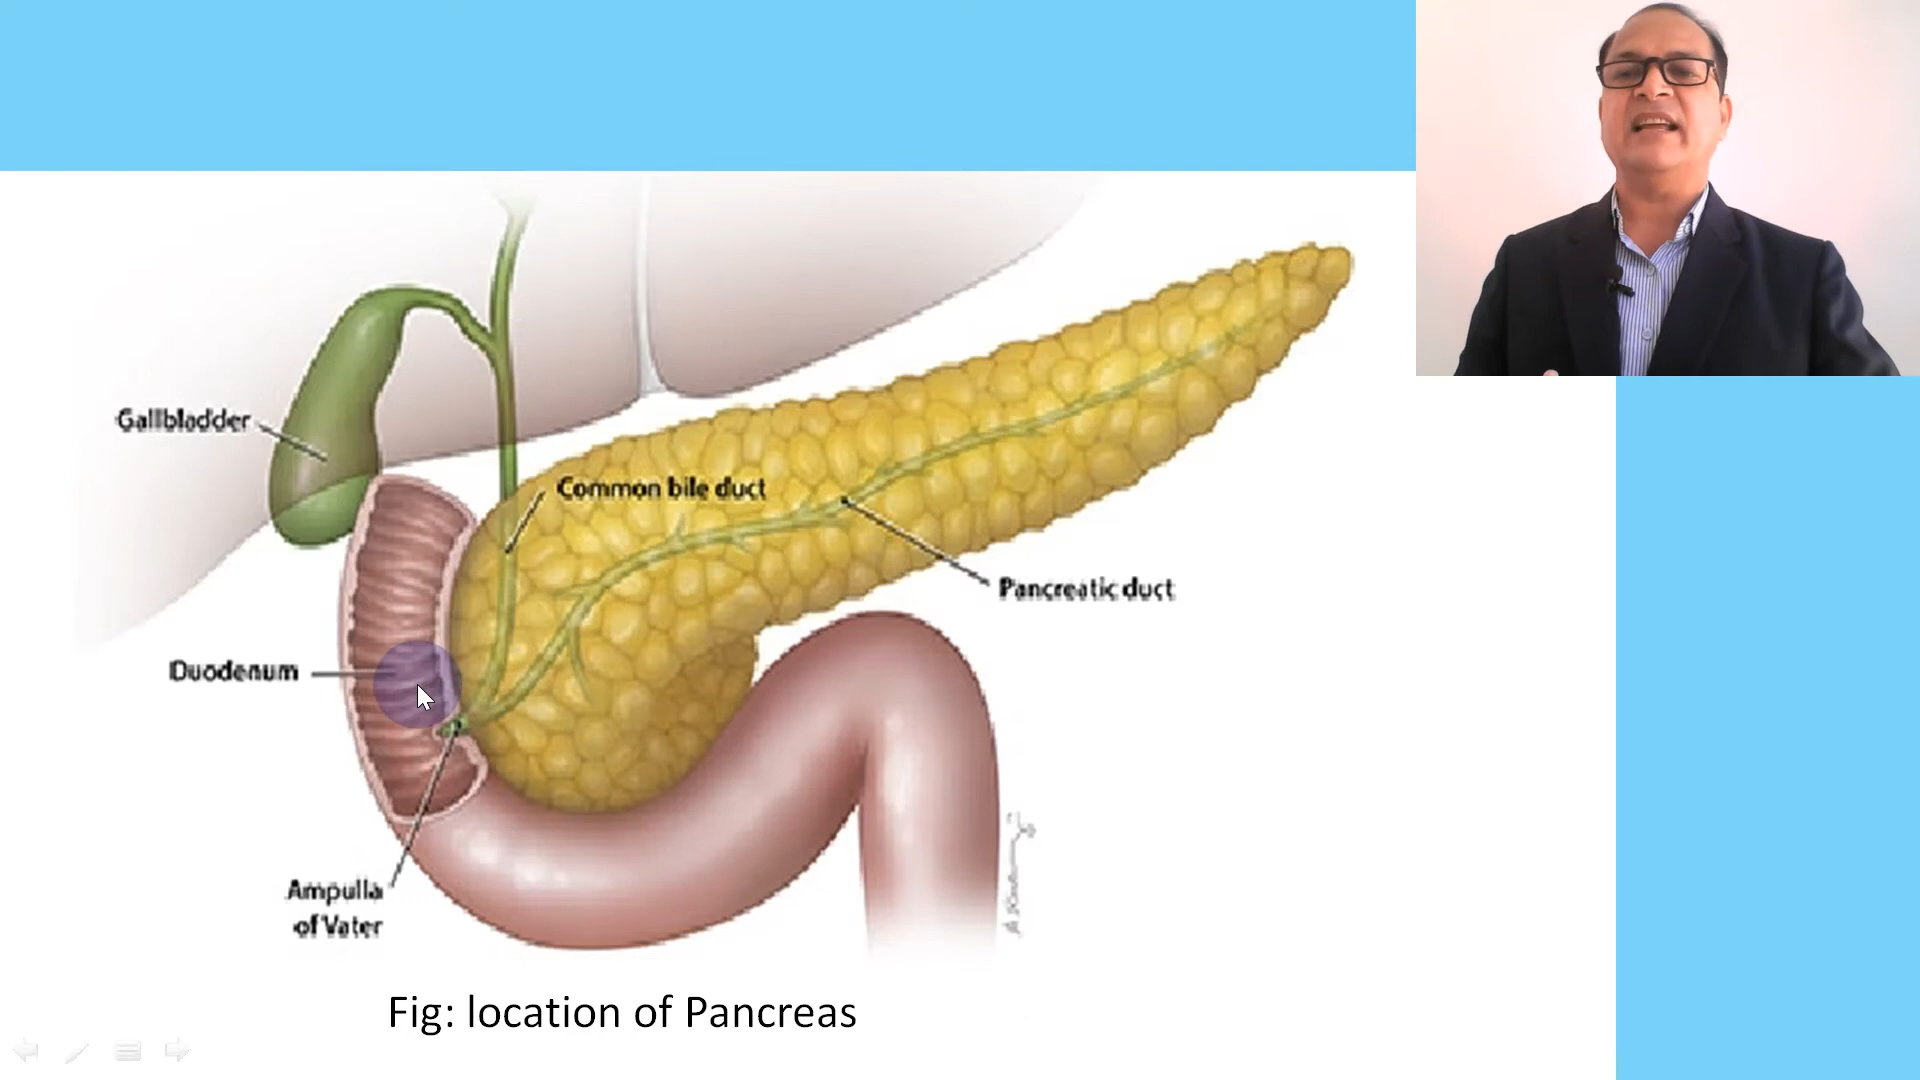 Gallbladder
Common bile duct
Pancreatic duct
Duodenum
Ampulla
of Vater
Fig: location of Pancreas